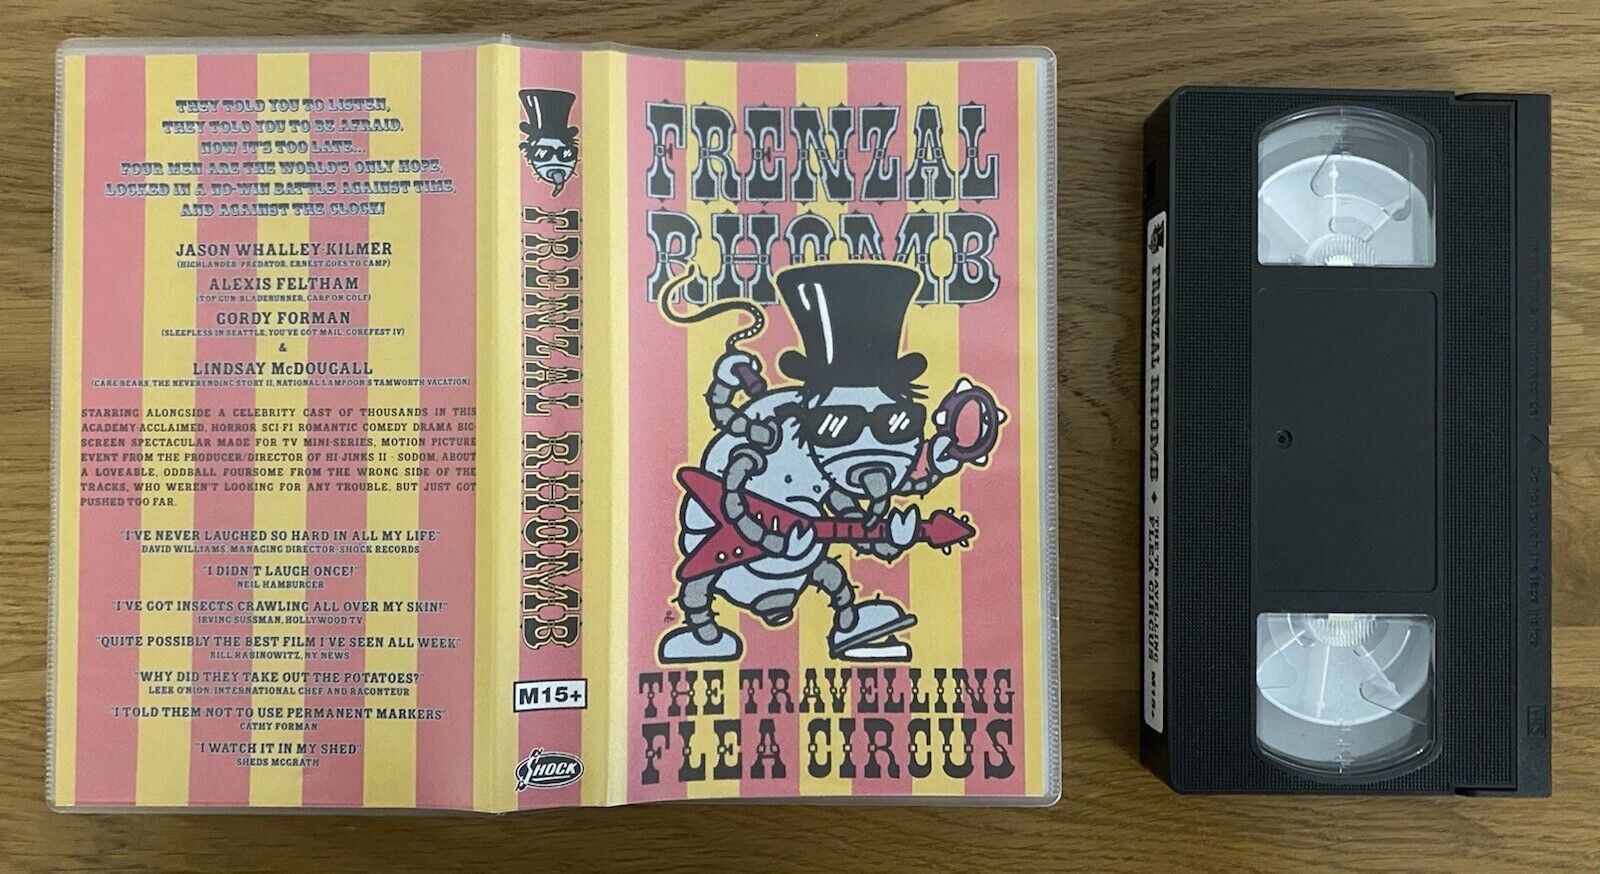 THEY TOLD YOU TO LISTEN,
THEY TOLD YOU TO BE AFRAID.
NOW IT'S TOO LATE...
FOUR MEN ARE THE WORLD'S ONLY HOPE,
LOCKED IN A NO-WIN BATTLE AGAINST TIME,
AND AGAINST THE CLOCK!
JASON WHALLEY-KILMER
(HIGHLANDER, PREDATOR, ERNEST GOES TO CAMP)
ALEXIS FELTHAM
(TOP GUN, BLADERUNNER, CARP ON GOLF)
GORDY FORMAN
(SLEEPLESS IN SEATTLE, YOU'VE GOT MAIL, GOREFEST IV)
&
LINDSAY McDOUGALL
(CARE BEARS, THE NEVERENDING STORY II, NATIONAL LAMPOON'S TAMWORTH VACATION)
STARRING ALONGSIDE A CELEBRITY CAST OF THOUSANDS IN THIS
ACADEMY-ACCLAIMED, HORROR SCI-FI ROMANTIC COMEDY DRAMA BIG-
SCREEN SPECTACULAR MADE FOR TV MINI-SERIES, MOTION PICTURE
EVENT FROM THE PRODUCER/DIRECTOR OF HI-JINKS II - SODOM, ABOUT
A LOVEABLE, ODDBALL FOURSOME FROM THE WRONG SIDE OF THE
TRACKS, WHO WEREN'T LOOKING FOR ANY TROUBLE, BUT JUST GOT
PUSHED TOO FAR.
"I'VE NEVER LAUGHED SO HARD IN ALL MY LIFE"
DAVID WILLIAMS, MANAGING DIRECTOR SHOCK RECORDS
"I DIDN'T LAUGH ONCE!"
NEIL HAMBURGER
"I'VE GOT INSECTS CRAWLING ALL OVER MY SKIN!"
IRVING SUSSMAN, HOLLYWOOD TV
"QUITE POSSIBLY THE BEST FILM I'VE SEEN ALL WEEK"
BILL RABINOWITZ, NY NEWS
"WHY DID THEY TAKE OUT THE POTATOES?"
LEEK O'NION, INTERNATIONAL CHEF AND RACONTEUR
"I TOLD THEM NOT TO USE PERMANENT MARKERS"
CATHY FORMAN
"I WATCH IT IN MY SHED"
SHEDS McGRATH
FRENZAL RHOMB
M15+
SHOCK
FRENZAL
RHOMB
THE TRAVELLING
FLEA CIRCUS
FRENZAL RHOMB ♦ THE TRAVELLING
FLEA CIRCUS M15+